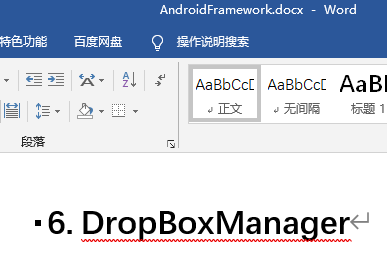 AndroidFramework.docx - Word
特色功能 百度网盘 操作说明搜索
AaBbCcD AaBbCcD AaBb
正文 无间隔 标题 1
段落
6. DropBoxManager